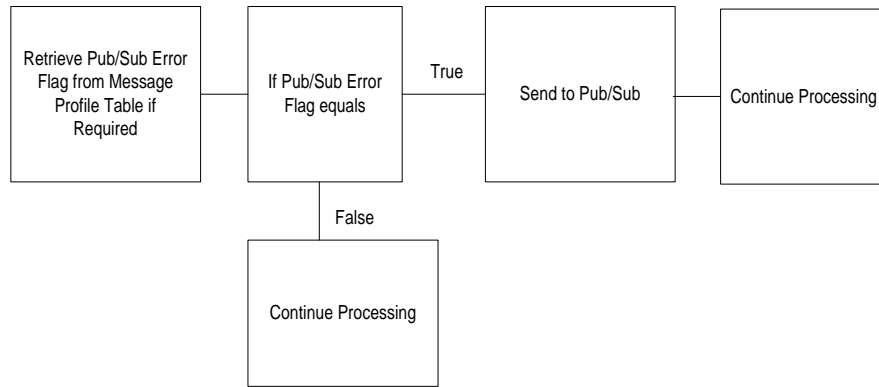 Retrieve Pub/Sub Error
Flag from Message
Profile Table if
Required
If Pub/Sub Error
Flag equals
True
Send to Pub/Sub
Continue Processing
False
Continue Processing